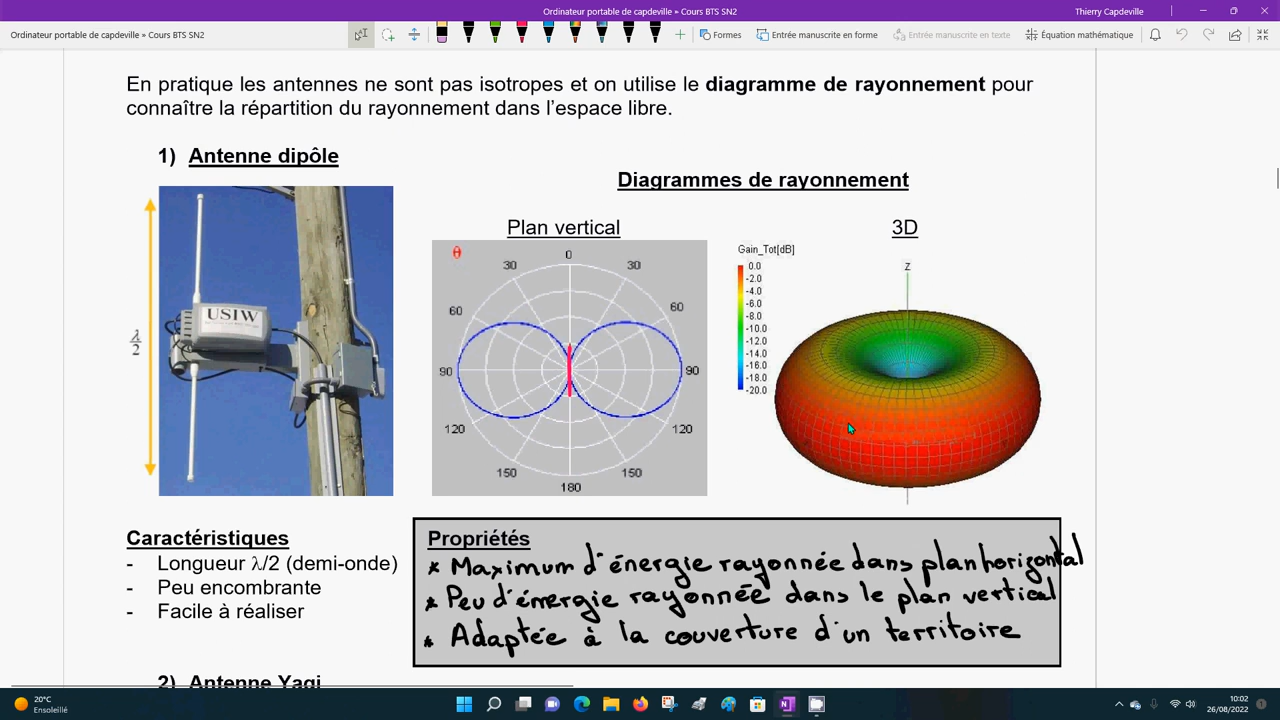 Ordinateur portable de capdeville » Cours BTS SN2
Thierry Capdeville
Ordinateur portable de capdeville » Cours BTS SN2
Formes
Entrée manuscrite en forme
Entrée manuscrite en texte
Équation mathématique
En pratique les antennes ne sont pas isotropes et on utilise le diagramme de rayonnement pour
connaître la répartition du rayonnement dans l'espace libre.
1) Antenne dipôle
Diagrammes de rayonnement
Plan vertical
3D
λ/2
USIW
θ
0
30
30
60
60
90
90
120
120
150
150
180
Gain_Tot[dB]
0.0
-2.0
-4.0
-6.0
-8.0
-10.0
-12.0
-14.0
-16.0
-18.0
-20.0
Z
Caractéristiques
- Longueur λ/2 (demi-onde)
- Peu encombrante
- Facile à réaliser
Propriétés
* Maximum d'énergie rayonnée dans plan horizontal
* Peu d'énergie rayonnée dans le plan vertical
* Adaptée à la couverture d'un territoire
2) Antenne Yagi
20°C
Ensoleillé
10:02
26/08/2022